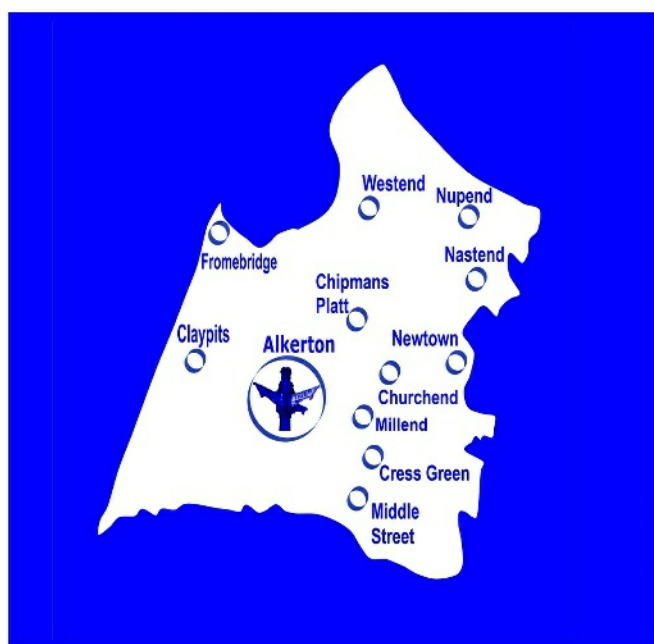 Westend
Nupend
Fromebridge
Nastend
Chipmans
Platt
Claypits
Alkerton
Newtown
Churchend
Millend
Cress Green
Middle
Street